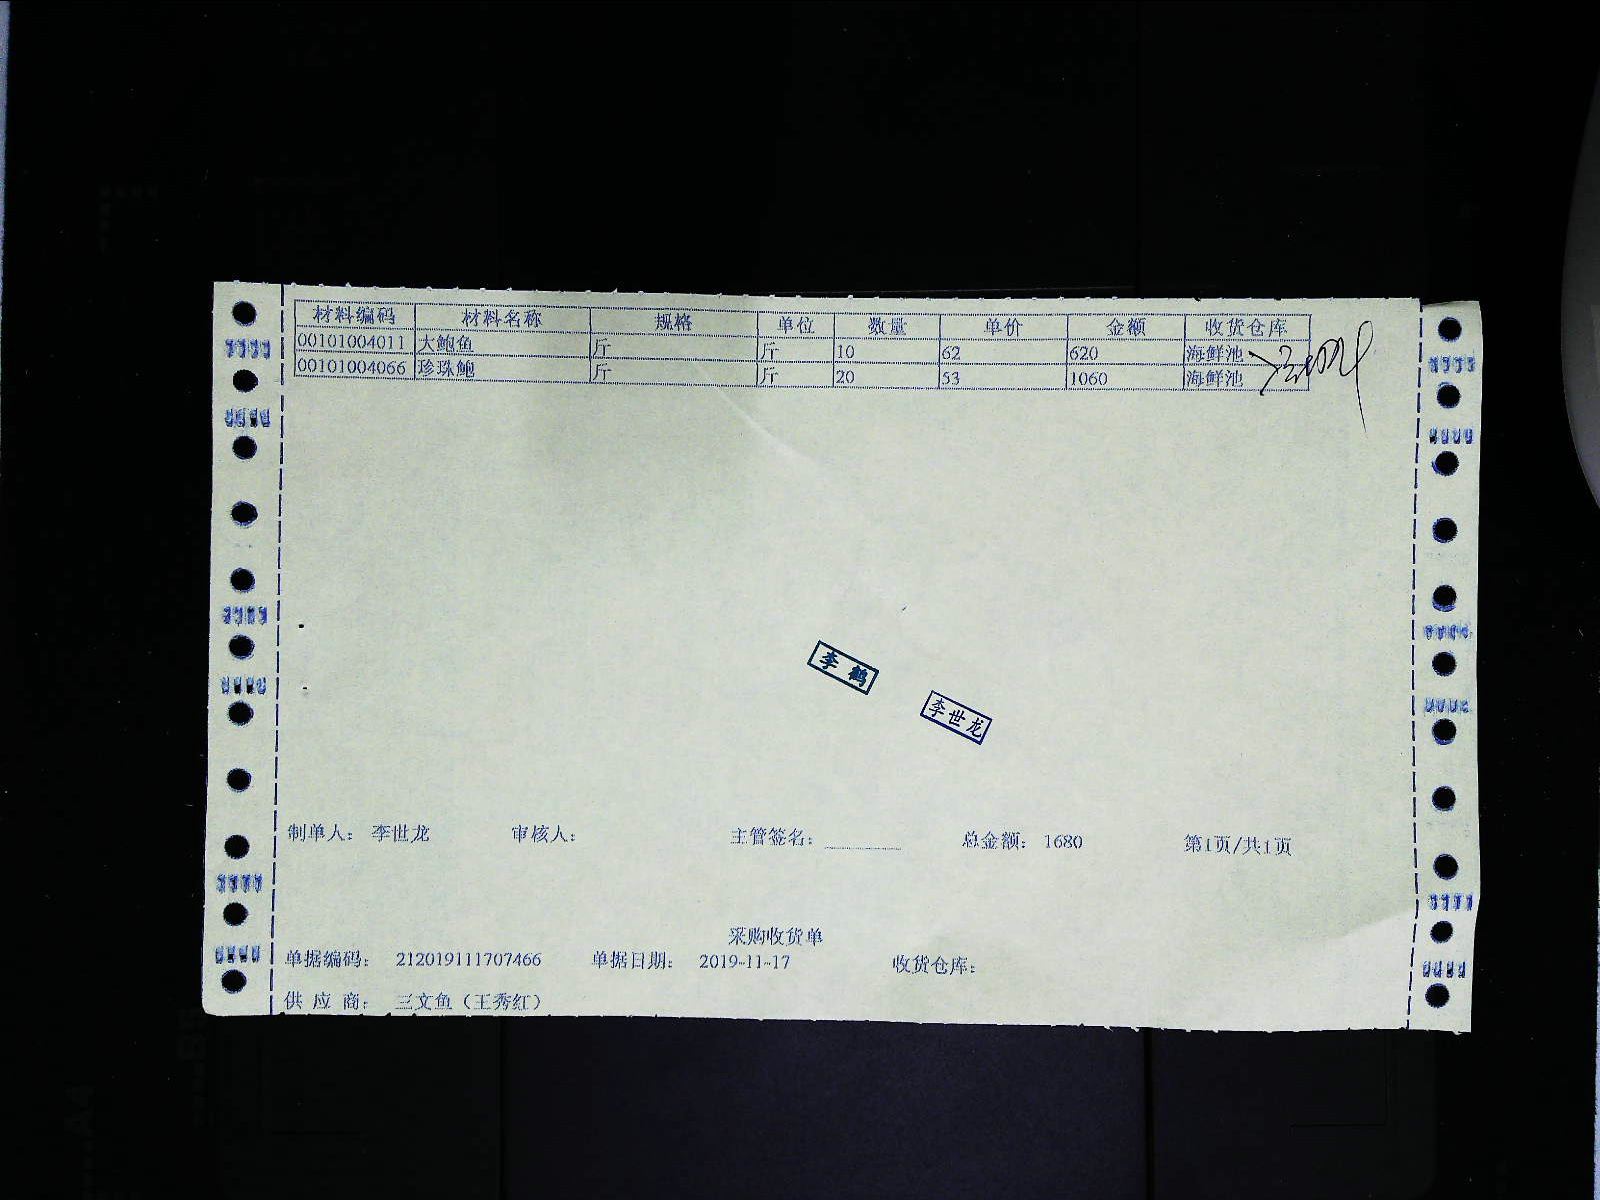 材料编码 材料名称 规格 单位 数量 单价 金额 收货仓库
00101004011 大鲍鱼 斤 斤 10 62 620 海鲜池
00101004066 珍珠鲍 斤 斤 20 53 1060 海鲜池
李鹤
李世龙
制单人: 李世龙 审核人: 主管签名: 总金额: 1680 第1页/共1页
采购收货单
单据编码: 212019111707466 单据日期: 2019-11-17 收货仓库:
供应商: 三文鱼(王秀红)